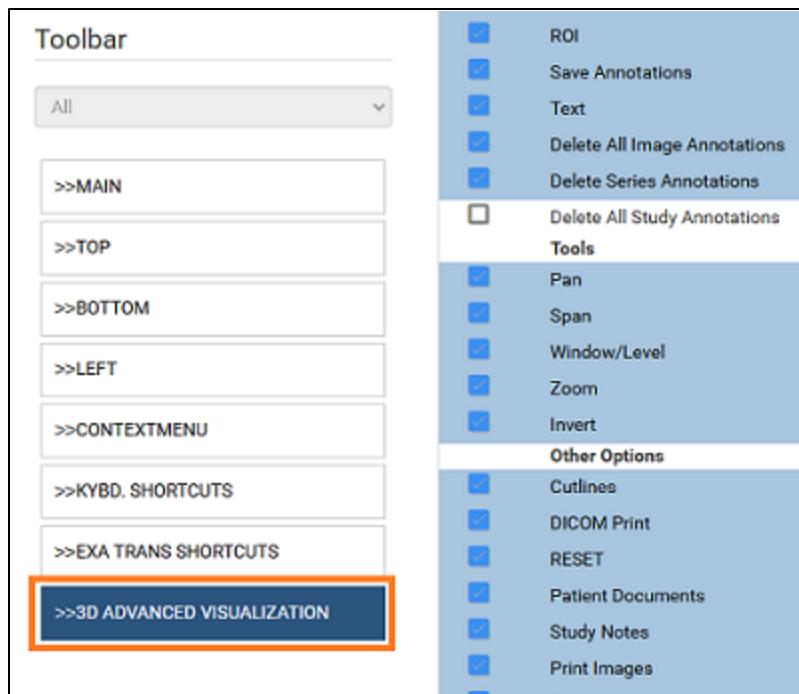 Toolbar
All
>>MAIN
>>TOP
>>BOTTOM
>>LEFT
>>CONTEXTMENU
>>KYBD. SHORTCUTS
>>EXA TRANS SHORTCUTS
>>3D ADVANCED VISUALIZATION
ROI
Save Annotations
Text
Delete All Image Annotations
Delete Series Annotations
Delete All Study Annotations
Tools
Pan
Span
Window/Level
Zoom
Invert
Other Options
Cutlines
DICOM Print
RESET
Patient Documents
Study Notes
Print Images